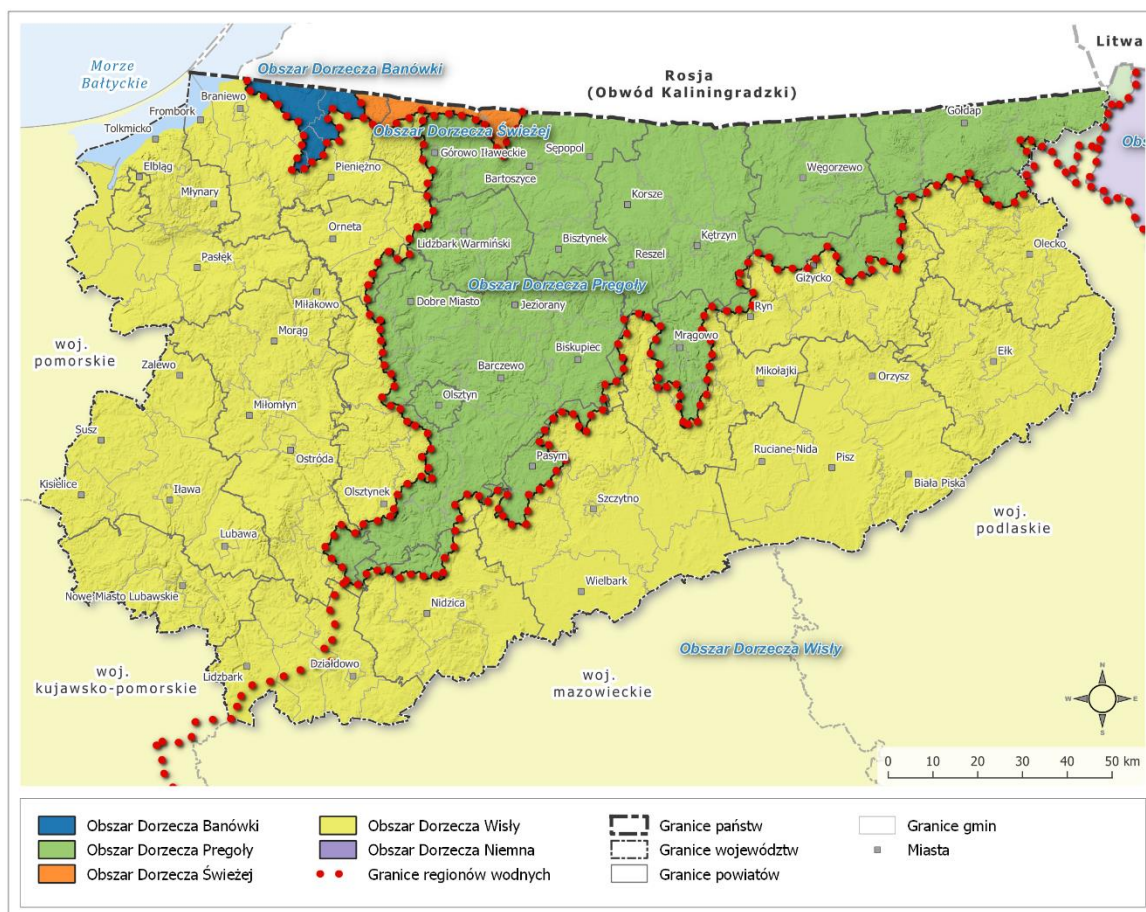 Litwa
Obszar Dorzecza Banówki
Morze
Bałtyckie
Rosja
(Obwód Kaliningradzki)
Braniewo
Frombork
Tolkmicko
Gołdap
Obszar Dorzecza Świeżej
Obs
Górowo Iławeckie
Sępopol
Elbląg
Pieniężno
Bartoszyce
Węgorzewo
Młynary
Korsze
Orneta
Lidzbark Warmiński
Bisztynek
Kętrzyn
Olecko
Pasłęk
Reszel
Giżycko
Obszar Dorzecza Pregoły
Miłakowo
Dobre Miasto
Jeziorany
Ryn
woj.
pomorskie
Morąg
Mrągowo
Biskupiec
Zalewo
Barczewo
Mikołajki
Orzysz
Ełk
Miłomłyn
Olsztyn
Susz
Ostróda
Pasym
Ruciane-Nida
Pisz
Kisielice
Iława
Olsztynek
Szczytno
Biała Piska
woj.
podlaskie
Lubawa
Nowe Miasto Lubawskie
Wielbark
Nidzica
Obszar Dorzecza Wisły
woj.
kujawsko-pomorskie
Lidzbark
Działdowo
woj.
mazowieckie
N
W
E
S
0 10 20 30 40 50 km
Obszar Dorzecza Banówki
Obszar Dorzecza Wisły
Granice państw
Granice gmin
Obszar Dorzecza Pregoły
Obszar Dorzecza Niemna
Granice województw
Miasta
Obszar Dorzecza Świeżej
Granice regionów wodnych
Granice powiatów